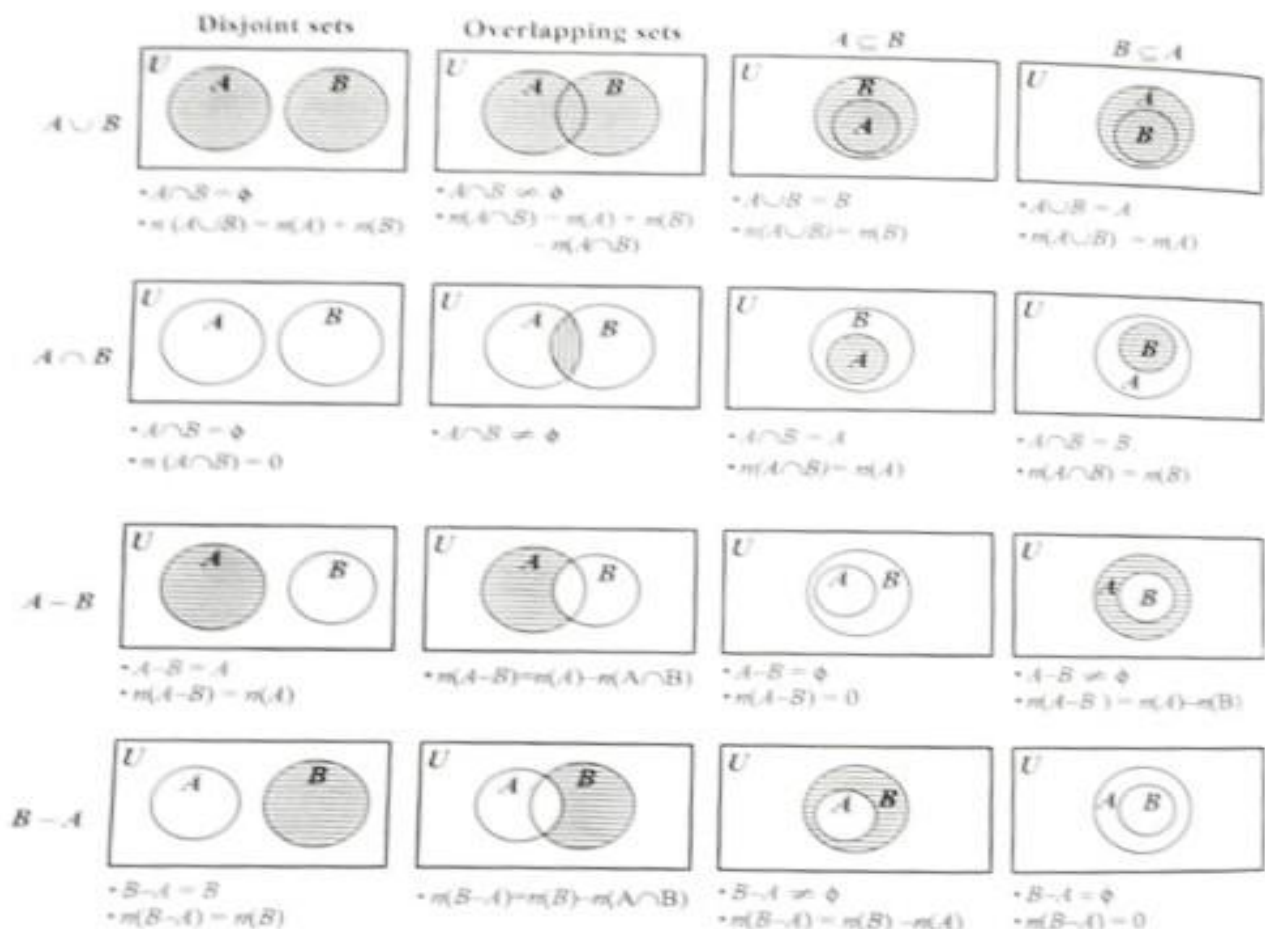 Disjoint sets Overlapping sets A ⊆ B B ⊆ A
A ∪ B
U A B
U A B
U B A
U A B
• A∩B = ϕ
• n (A∪B) = n(A) + n(B)
• A∩B ≠ ϕ
• n(A∩B) = n(A) + n(B)
– n(A∩B)
• A∪B = B
• n(A∪B) = n(B)
• A∪B = A
• n(A∪B) = n(A)
A ∩ B
U A B
U A B
U B A
U B A
• A∩B = ϕ
• n (A∩B) = 0
• A∩B ≠ ϕ
• A∩B = A
• n(A∩B) = n(A)
• A∩B = B.
• n(A∩B) = n(B)
A – B
U A B
U A B
U A B
U A B
• A–B = A
• n(A–B) = n(A)
• n(A–B)=n(A)–n(A∩B)
• A–B = ϕ
• n(A–B) = 0
• A–B ≠ ϕ
• n(A–B ) = n(A)–n(B)
B – A
U A B
U A B
U A B
U A B
• B–A = B
• n(B–A) = n(B)
• n(B–A)=n(B)–n(A∩B)
• B–A ≠ ϕ
• n(B–A) = n(B) –n(A)
• B–A = ϕ
• n(B–A) = 0